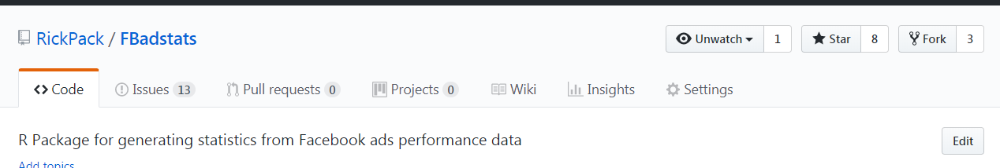 RickPack / FBadstats Unwatch 1 Star 8 Fork 3
Code Issues 13 Pull requests 0 Projects 0 Wiki Insights Settings
R Package for generating statistics from Facebook ads performance data Edit
Add topics